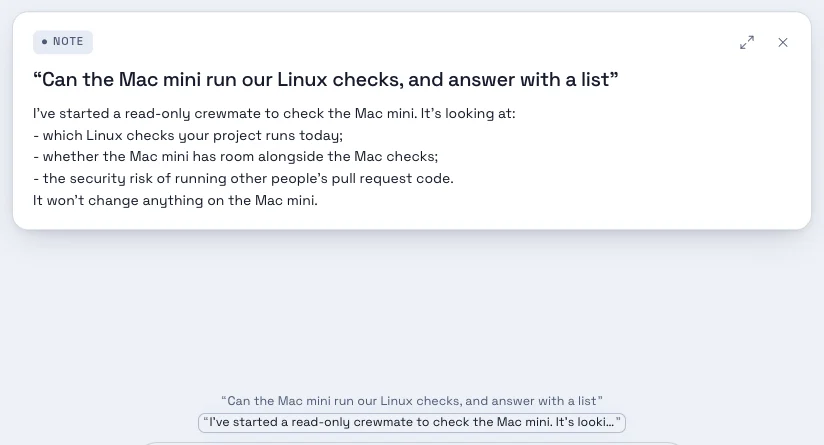 NOTE
“Can the Mac mini run our Linux checks, and answer with a list”
I’ve started a read-only crewmate to check the Mac mini. It’s looking at:
- which Linux checks your project runs today;
- whether the Mac mini has room alongside the Mac checks;
- the security risk of running other people’s pull request code.
It won’t change anything on the Mac mini.
“Can the Mac mini run our Linux checks, and answer with a list”
“I’ve started a read-only crewmate to check the Mac mini. It’s looki…”